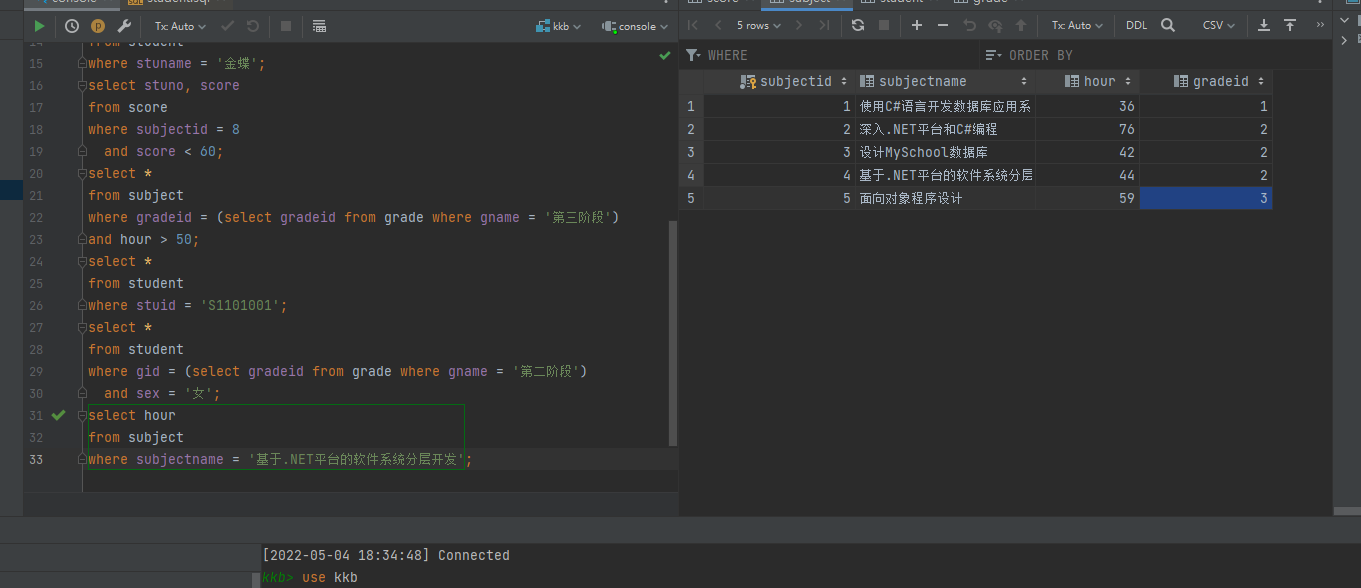 Tx: Auto
kkb
console
from student
15 where stuname = '金蝶';
16 select stuno, score
17 from score
18 where subjectid = 8
19 and score < 60;
20 select *
21 from subject
22 where gradeid = (select gradeid from grade where gname = '第三阶段')
23 and hour > 50;
24 select *
25 from student
26 where stuid = 'S1101001';
27 select *
28 from student
29 where gid = (select gradeid from grade where gname = '第二阶段')
30 and sex = '女';
31 select hour
32 from subject
33 where subjectname = '基于.NET平台的软件系统分层开发';
5 rows
Tx: Auto
DDL
CSV
WHERE
ORDER BY
subjectid subjectname hour gradeid
1 1 使用C#语言开发数据库应用系 36 1
2 2 深入.NET平台和C#编程 76 2
3 3 设计MySchool数据库 42 2
4 4 基于.NET平台的软件系统分层 44 2
5 5 面向对象程序设计 59 3
[2022-05-04 18:34:48] Connected
kkb> use kkb